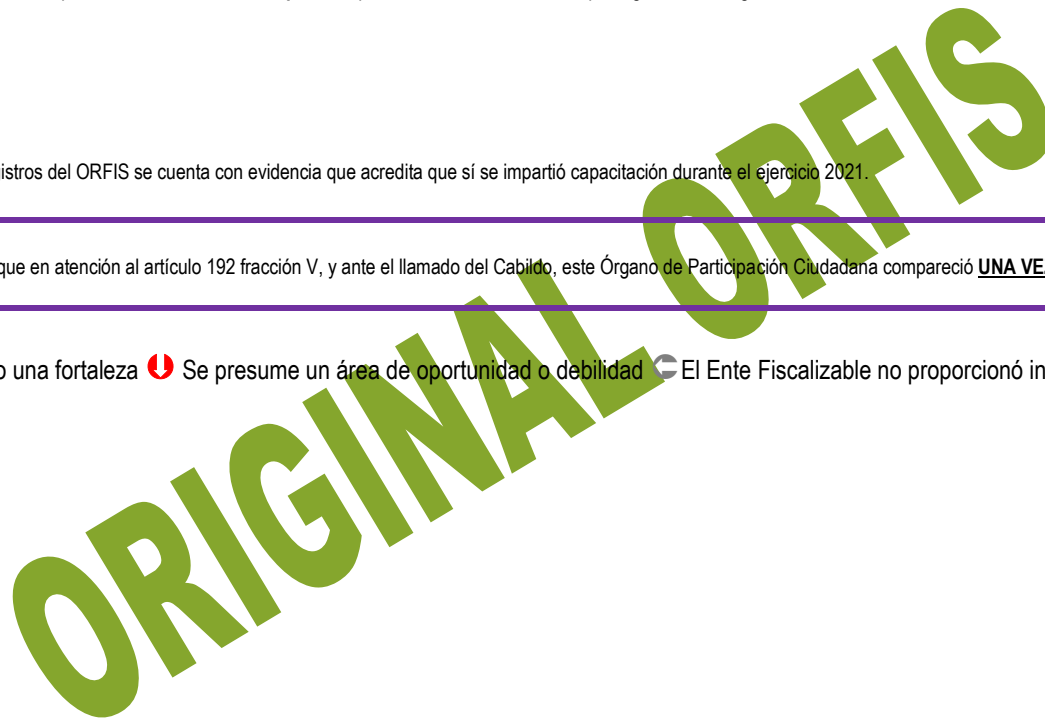 istros del ORFIS se cuenta con evidencia que acredita que sí se impartió capacitación durante el ejercicio 2021.
que en atención al artículo 192 fracción V, y ante el llamado del Cabildo, este Órgano de Participación Ciudadana compareció UNA VE
o una fortaleza Se presume un área de oportunidad o debilidad El Ente Fiscalizable no proporcionó in
ORIGINAL ORFIS